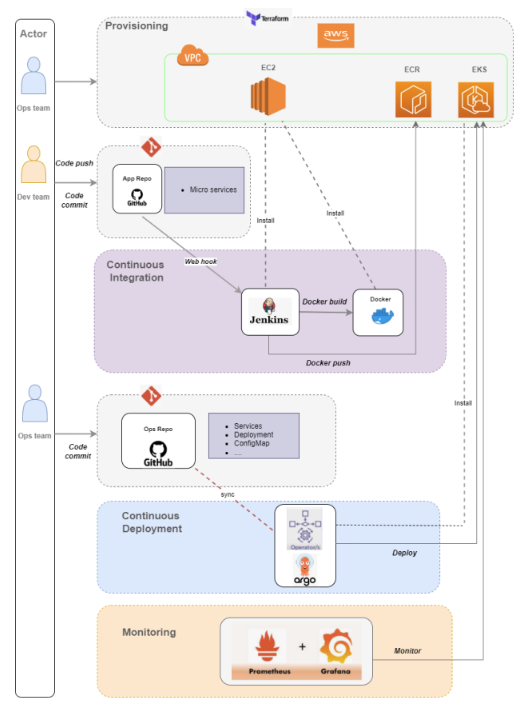 Actor
Provisioning
Terraform
aws
VPC
EC2
ECR
EKS
Ops team
Code push
Dev team
Code
commit
App Repo
GitHub
Micro services
Install
Install
Web hook
Continuous
Integration
Jenkins
Docker build
Docker
Docker push
Ops team
Code
commit
Ops Repo
GitHub
Services
Deployment
ConfigMap
.....
Install
sync
Continuous
Deployment
argo
Deploy
Monitoring
Prometheus
+
Grafana
Monitor